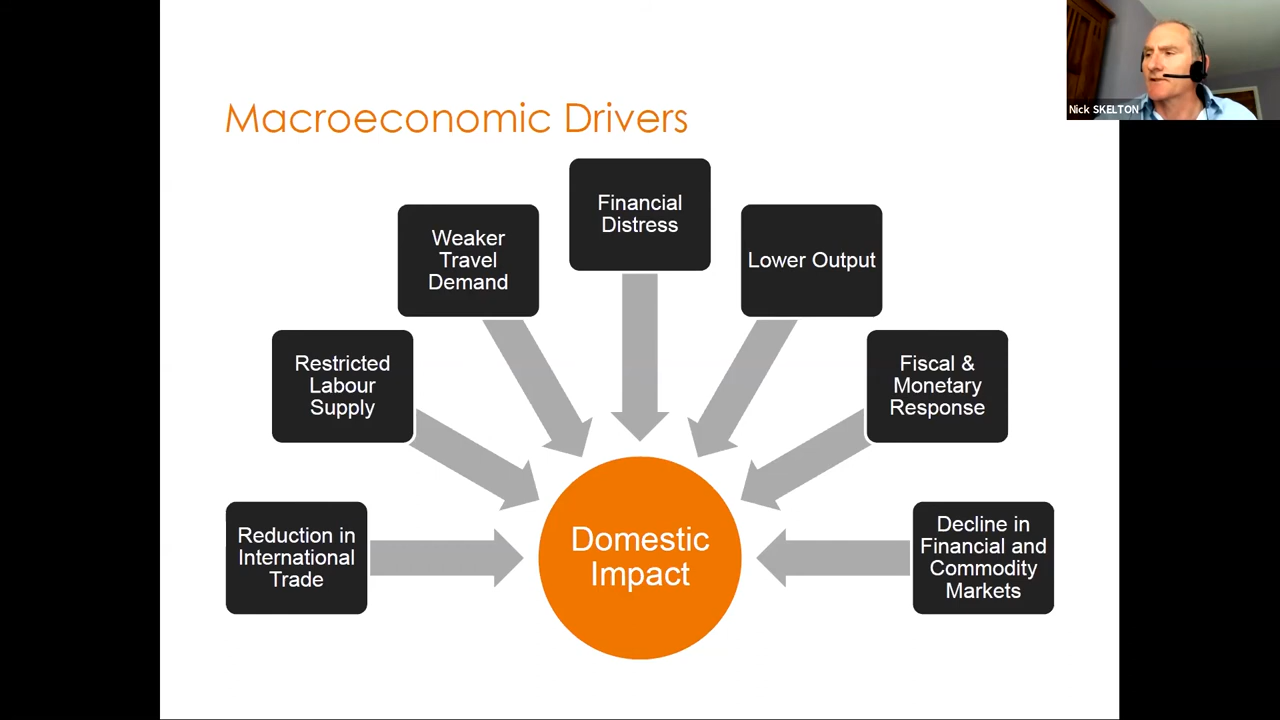 Nick SKELTON
Macroeconomic Drivers
Financial
Distress
Weaker
Travel
Demand
Lower Output
Restricted
Labour
Supply
Fiscal &
Monetary
Response
Reduction in
International
Trade
Domestic
Impact
Decline in
Financial and
Commodity
Markets